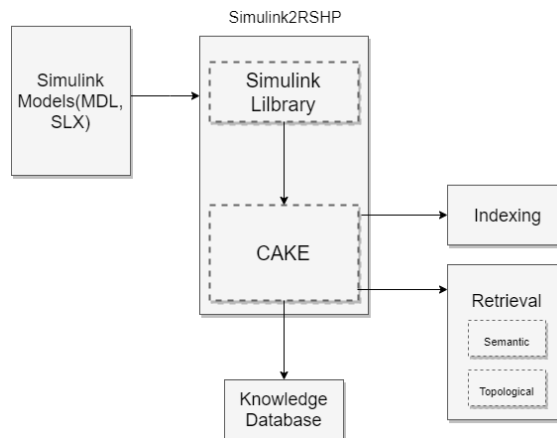 Simulink2RSHP
Simulink
Models(MDL,
SLX)
Simulink
Lilbrary
CAKE
Indexing
Retrieval
Semantic
Topological
Knowledge
Database